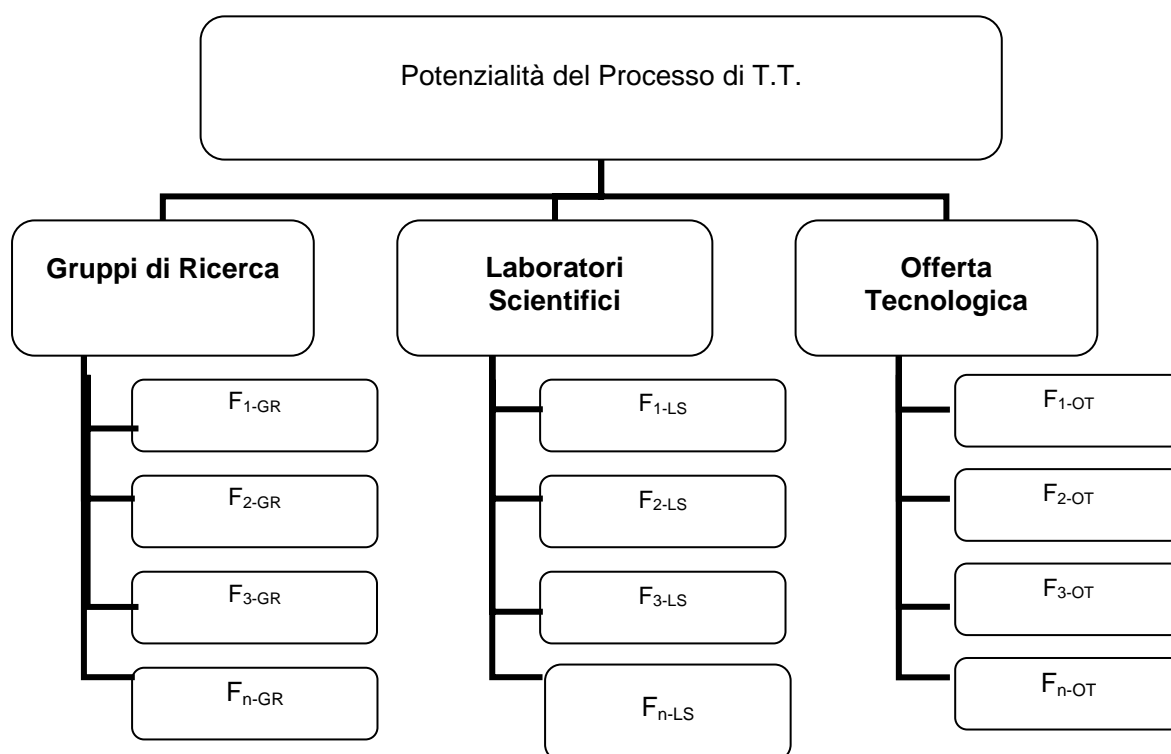 Potenzialità del Processo di T.T.
Gruppi di Ricerca
Laboratori
Scientifici
Offerta
Tecnologica
F1-GR
F2-GR
F3-GR
Fn-GR
F1-LS
F2-LS
F3-LS
Fn-LS
F1-OT
F2-OT
F3-OT
Fn-OT